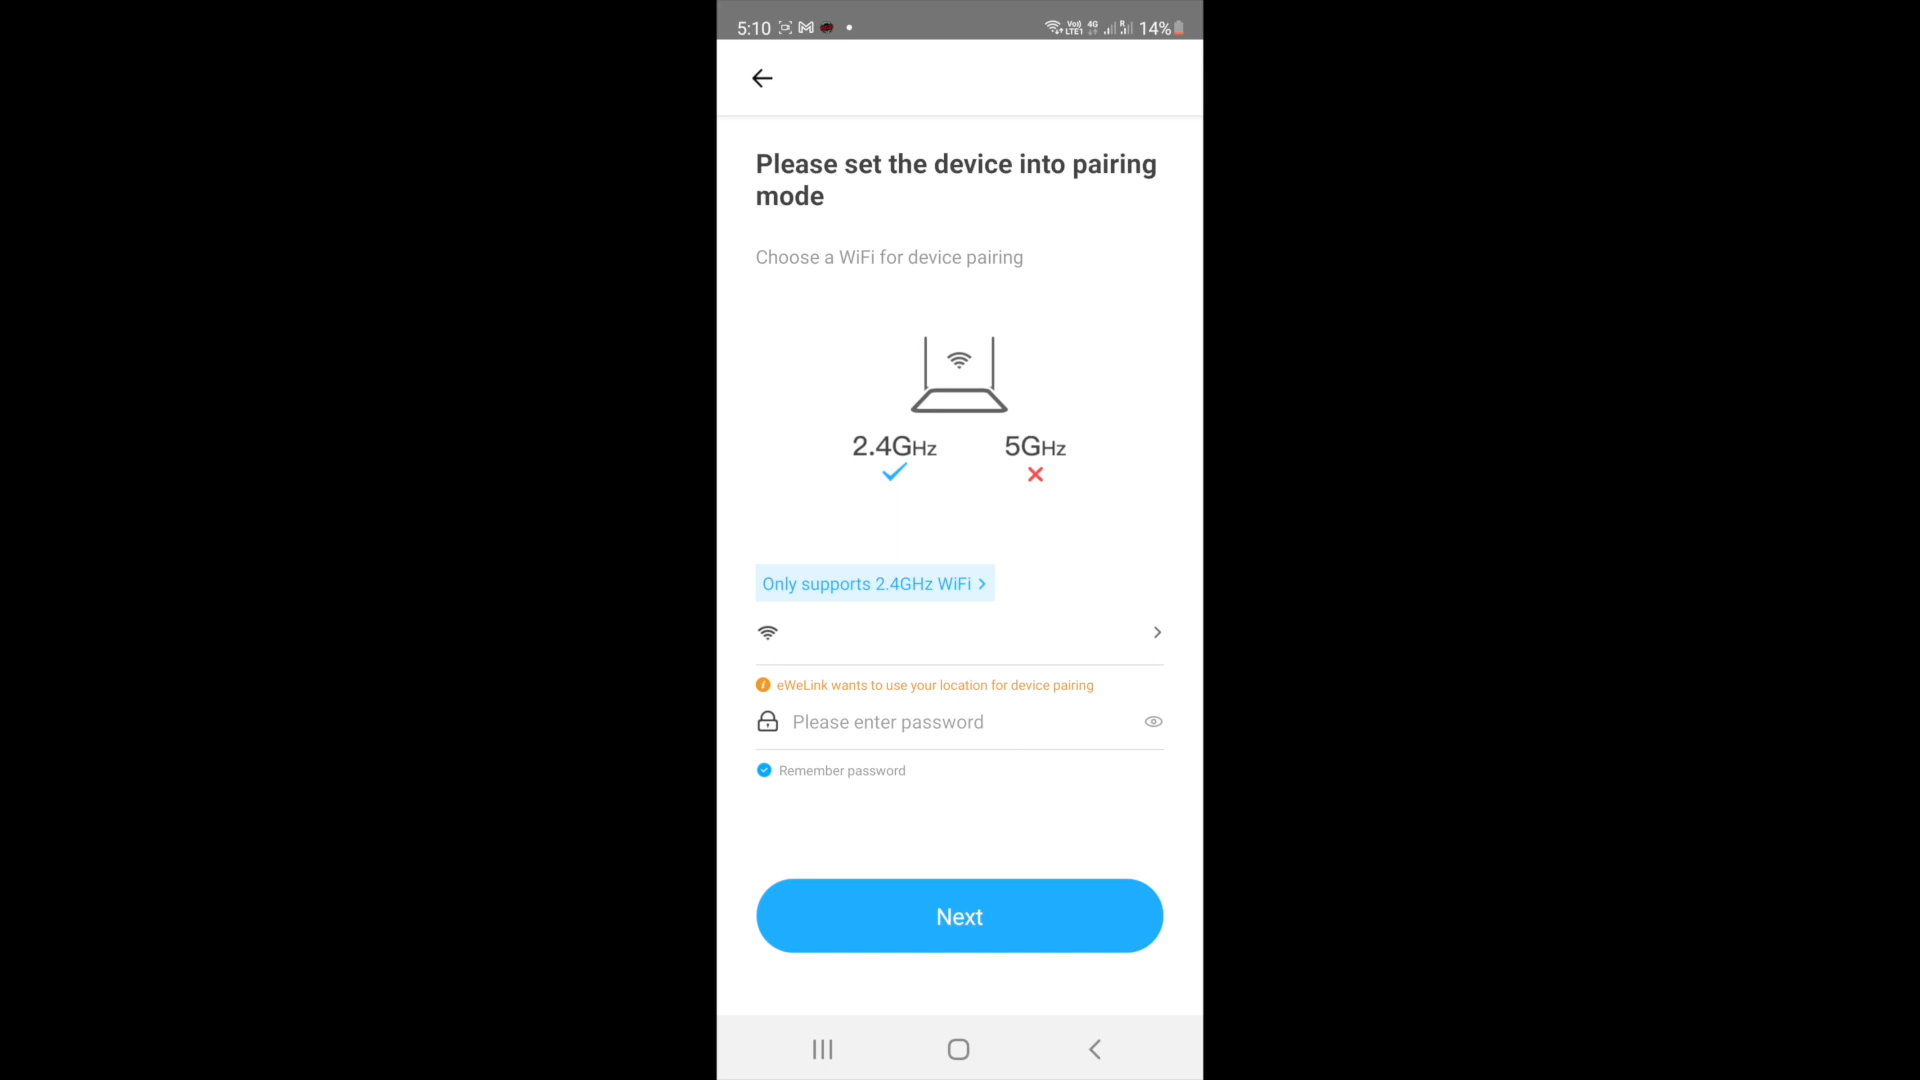 5:10 14%
Please set the device into pairing
mode
Choose a WiFi for device pairing
2.4GHz 5GHz
Only supports 2.4GHz WiFi
eWeLink wants to use your location for device pairing
Please enter password
Remember password
Next